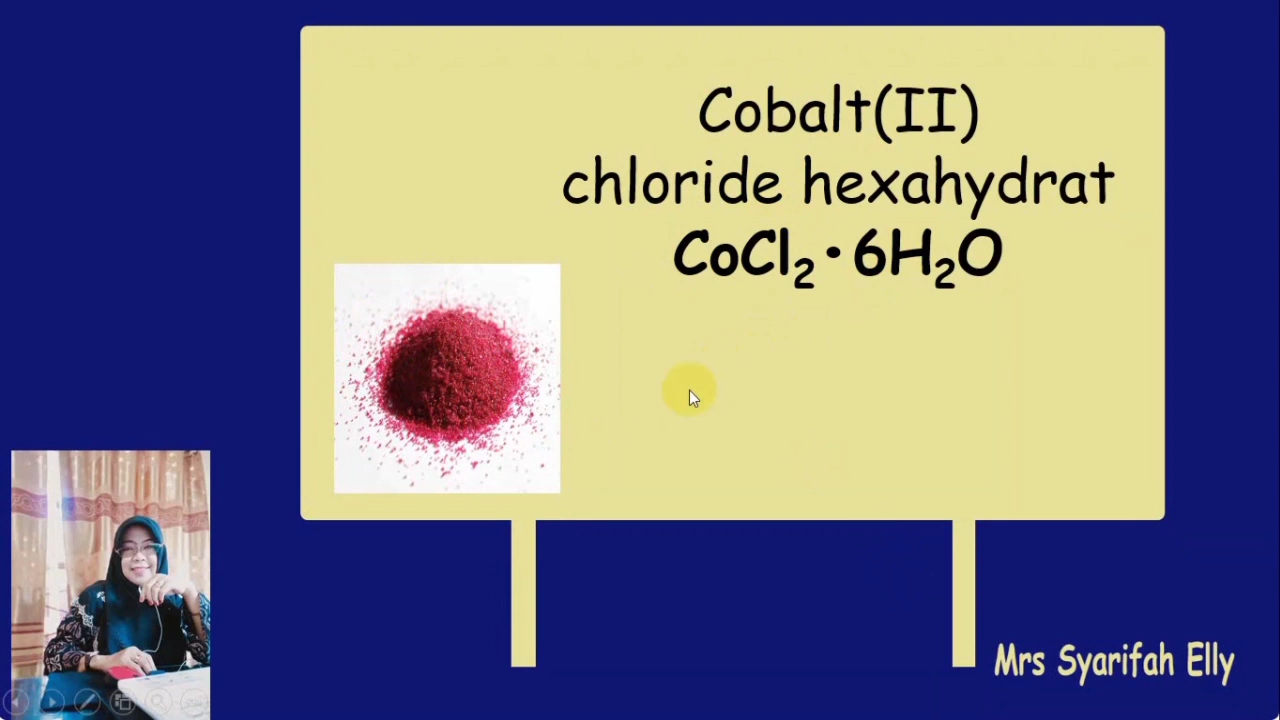 Cobalt(II)
chloride hexahydrat
CoCl₂•6H₂O
Mrs Syarifah Elly